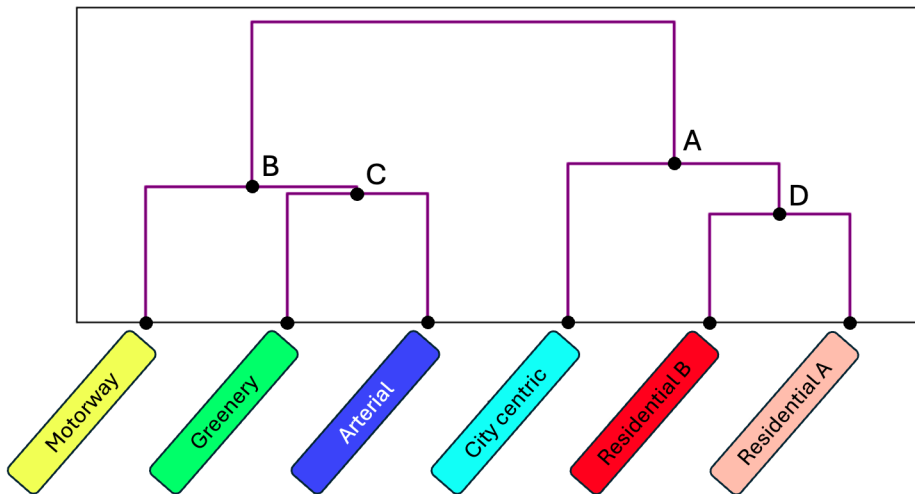 A
B
C
D
Motorway
Greenery
Arterial
City centric
Residential B
Residential A